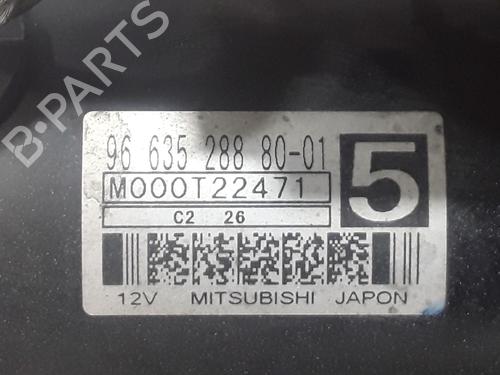 B-PARTS
96 635 288 80-01
M000T22471
5
C2 26
12V MITSUBISHI JAPON